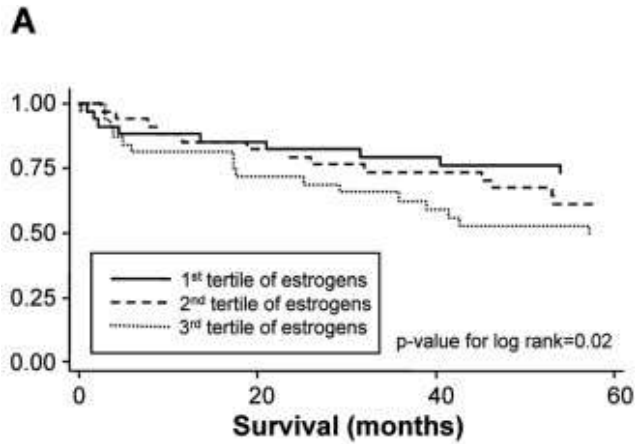 A
1.00
0.75
0.50
0.25
0.00
1st tertile of estrogens
2nd tertile of estrogens
3rd tertile of estrogens
p-value for log rank=0.02
0 20 40 60
Survival (months)